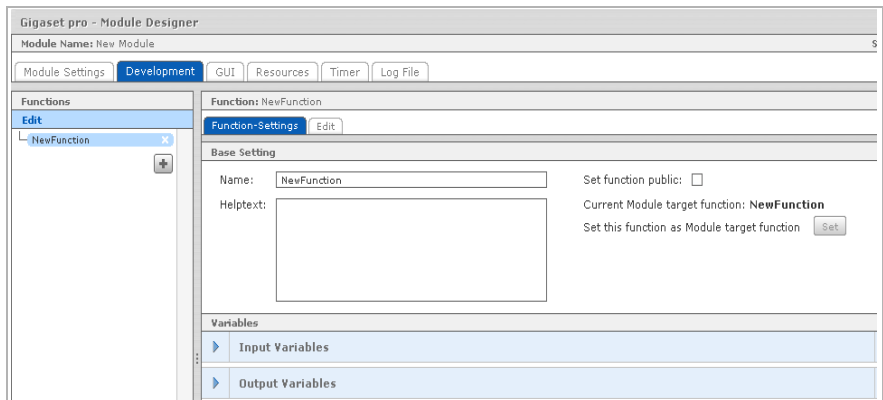 Gigaset pro - Module Designer
Module Name: New Module
S
Module Settings Development GUI Resources Timer Log File
Functions
Edit
NewFunction
Function: NewFunction
Function-Settings Edit
Base Setting
Name: NewFunction
Helptext:
Set function public:
Current Module target function: NewFunction
Set this function as Module target function Set
Variables
Input Variables
Output Variables